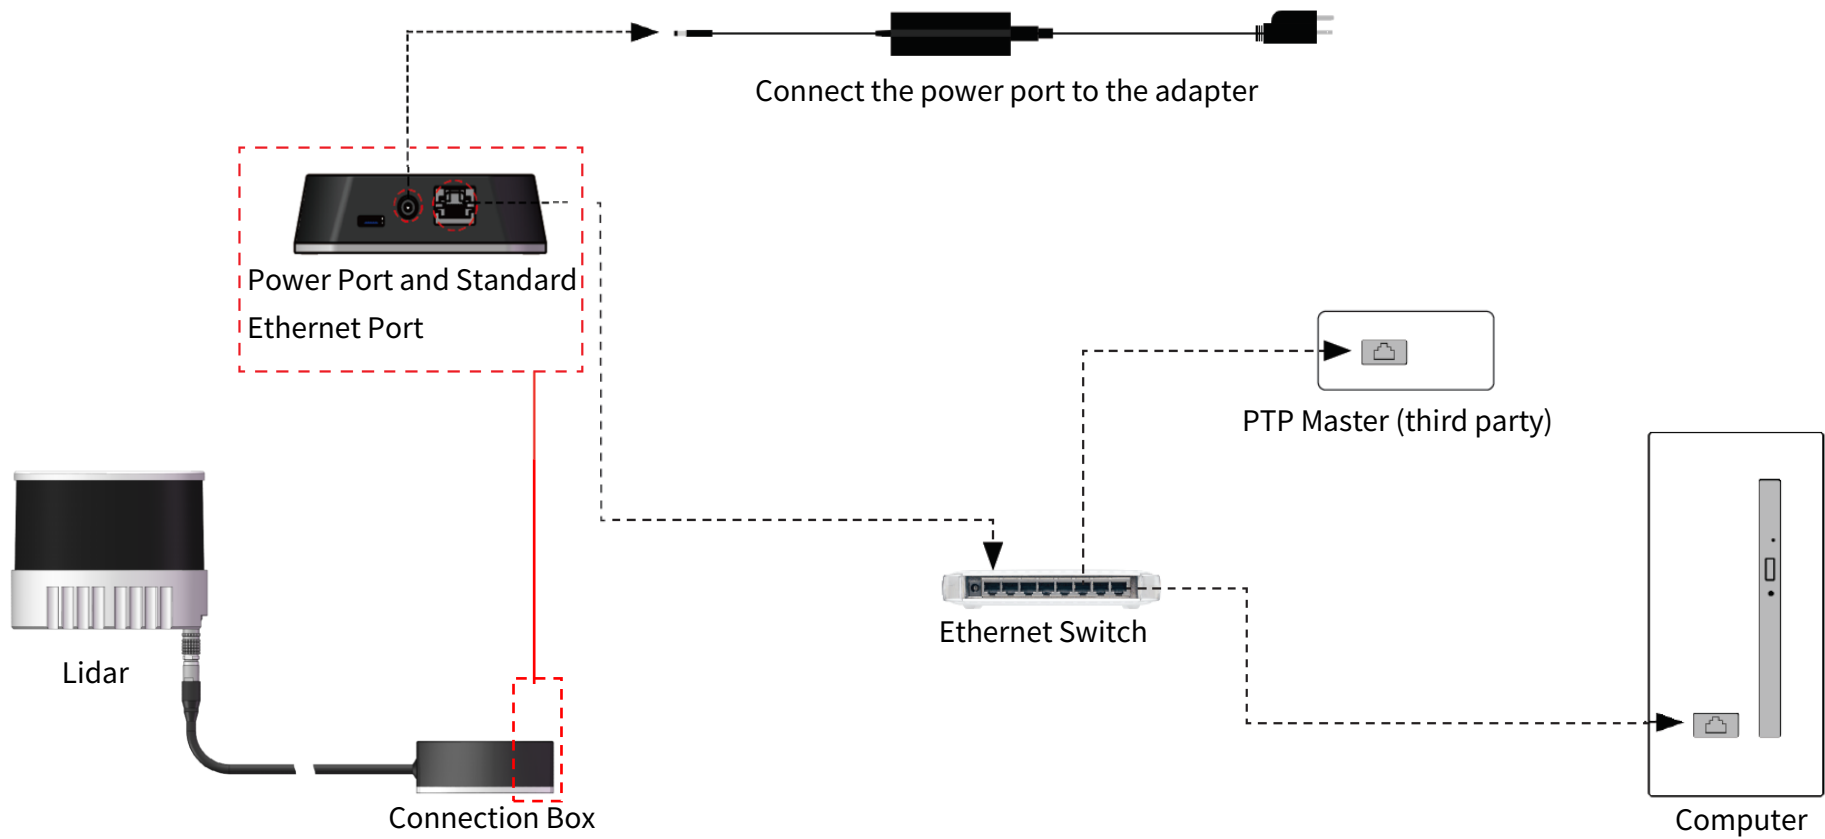 Connect the power port to the adapter
Power Port and Standard
Ethernet Port
PTP Master (third party)
Ethernet Switch
Lidar
Connection Box
Computer